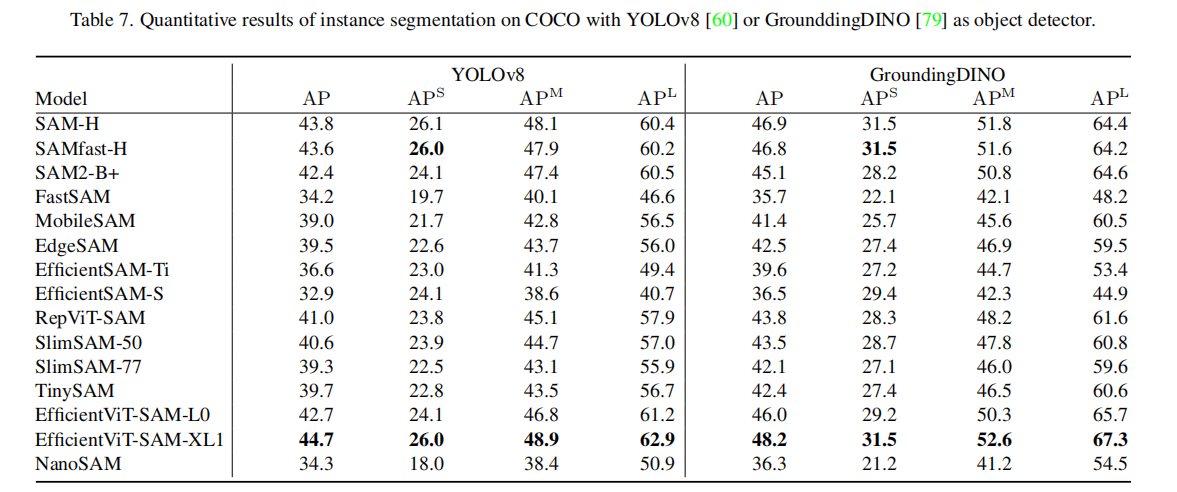 Table 7. Quantitative results of instance segmentation on COCO with YOLOv8 [60] or GrounddingDINO [79] as object detector.
YOLOv8 GroundingDINO
Model AP APS APM APL AP APS APM APL
SAM-H 43.8 26.1 48.1 60.4 46.9 31.5 51.8 64.4
SAMfast-H 43.6 26.0 47.9 60.2 46.8 31.5 51.6 64.2
SAM2-B+ 42.4 24.1 47.4 60.5 45.1 28.2 50.8 64.6
FastSAM 34.2 19.7 40.1 46.6 35.7 22.1 42.1 48.2
MobileSAM 39.0 21.7 42.8 56.5 41.4 25.7 45.6 60.5
EdgeSAM 39.5 22.6 43.7 56.0 42.5 27.4 46.9 59.5
EfficientSAM-Ti 36.6 23.0 41.3 49.4 39.6 27.2 44.7 53.4
EfficientSAM-S 32.9 24.1 38.6 40.7 36.5 29.4 42.3 44.9
RepViT-SAM 41.0 23.8 45.1 57.9 43.8 28.3 48.2 61.6
SlimSAM-50 40.6 23.9 44.7 57.0 43.5 28.7 47.8 60.8
SlimSAM-77 39.3 22.5 43.1 55.9 42.1 27.1 46.0 59.6
TinySAM 39.7 22.8 43.5 56.7 42.4 27.4 46.5 60.6
EfficientViT-SAM-L0 42.7 24.1 46.8 61.2 46.0 29.2 50.3 65.7
EfficientViT-SAM-XL1 44.7 26.0 48.9 62.9 48.2 31.5 52.6 67.3
NanoSAM 34.3 18.0 38.4 50.9 36.3 21.2 41.2 54.5